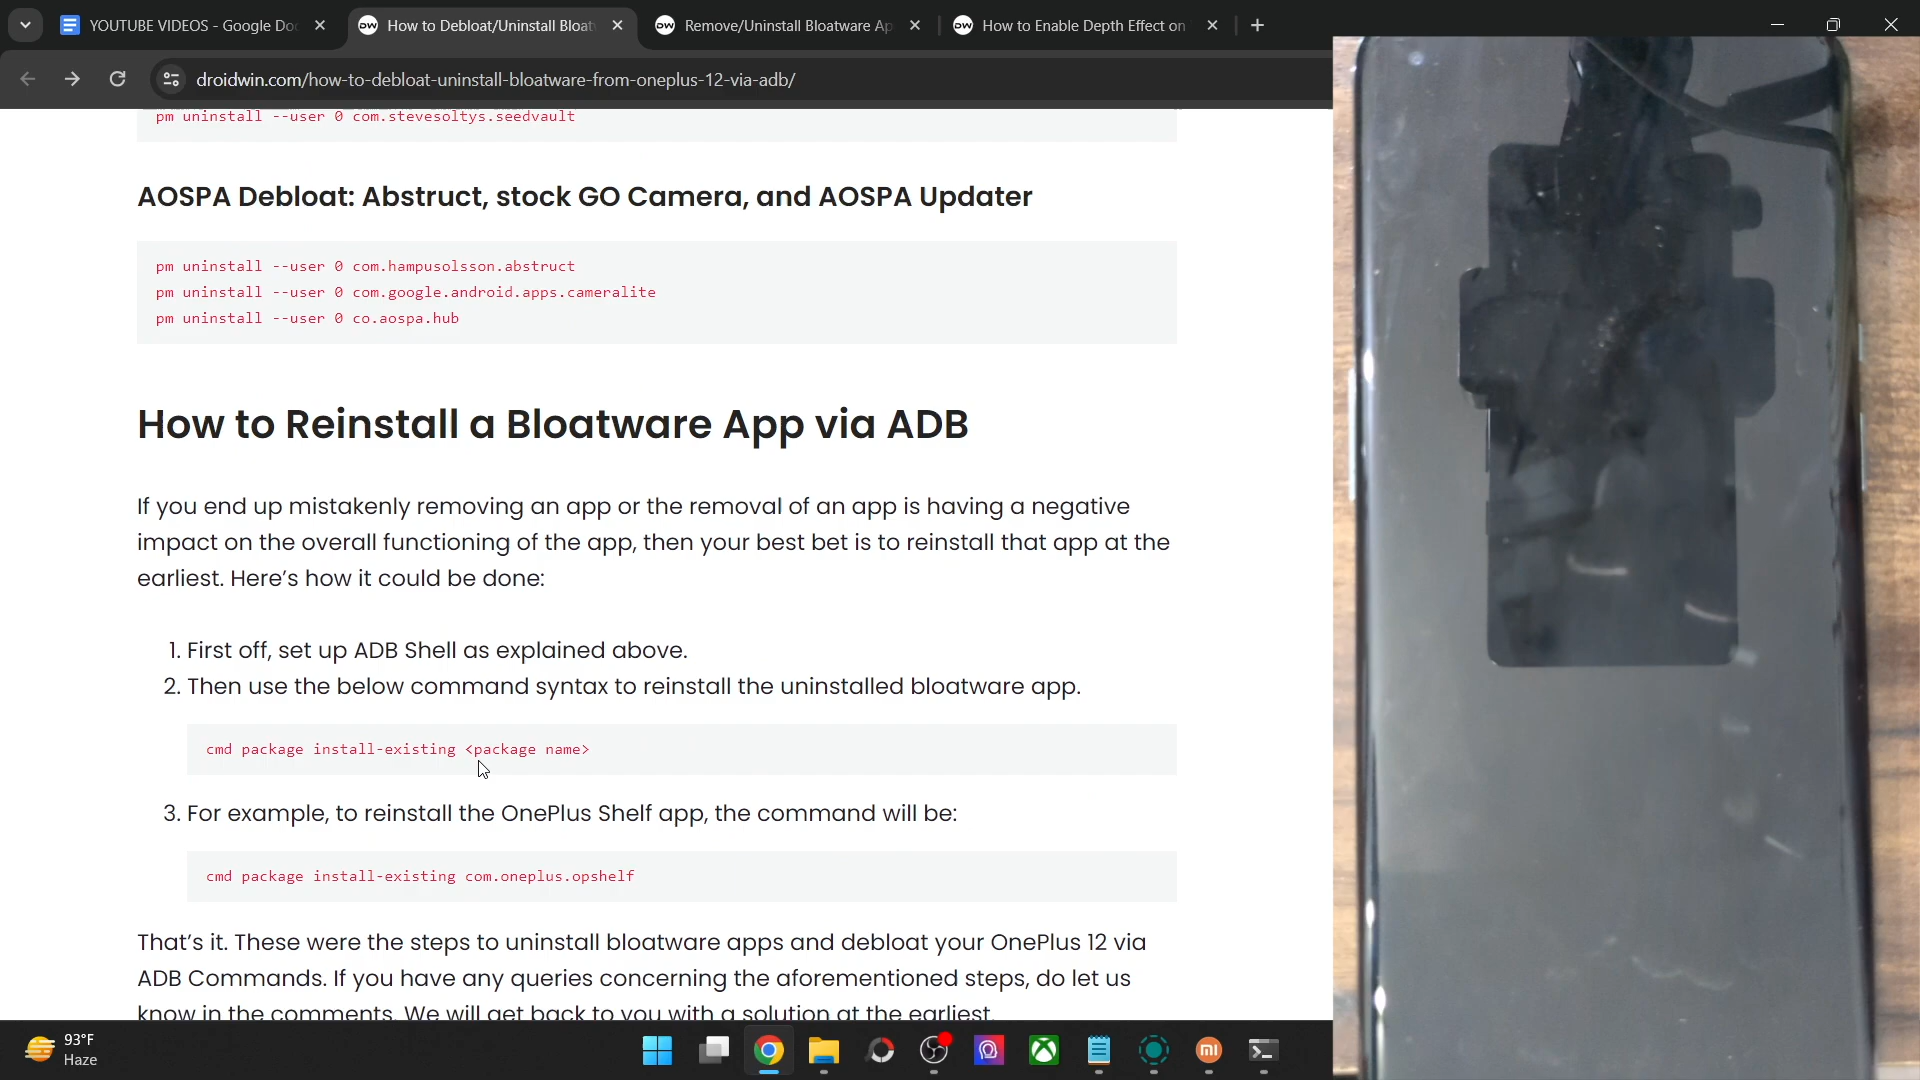 YOUTUBE VIDEOS - Google Do
How to Debloat/Uninstall Bloat
Remove/Uninstall Bloatware Ap
How to Enable Depth Effect on
droidwin.com/how-to-debloat-uninstall-bloatware-from-oneplus-12-via-adb/
pm uninstall --user 0 com.stevesoltys.seedvault
AOSPA Debloat: Abstruct, stock GO Camera, and AOSPA Updater
pm uninstall --user 0 com.hampusolsson.abstruct
pm uninstall --user 0 com.google.android.apps.cameralite
pm uninstall --user 0 co.aospa.hub
How to Reinstall a Bloatware App via ADB
If you end up mistakenly removing an app or the removal of an app is having a negative
impact on the overall functioning of the app, then your best bet is to reinstall that app at the
earliest. Here's how it could be done:
1. First off, set up ADB Shell as explained above.
2. Then use the below command syntax to reinstall the uninstalled bloatware app.
cmd package install-existing <package name>
3. For example, to reinstall the OnePlus Shelf app, the command will be:
cmd package install-existing com.oneplus.opshelf
That's it. These were the steps to uninstall bloatware apps and debloat your OnePlus 12 via
ADB Commands. If you have any queries concerning the aforementioned steps, do let us
know in the comments. We will get back to you with a solution at the earliest.
93°F
Haze